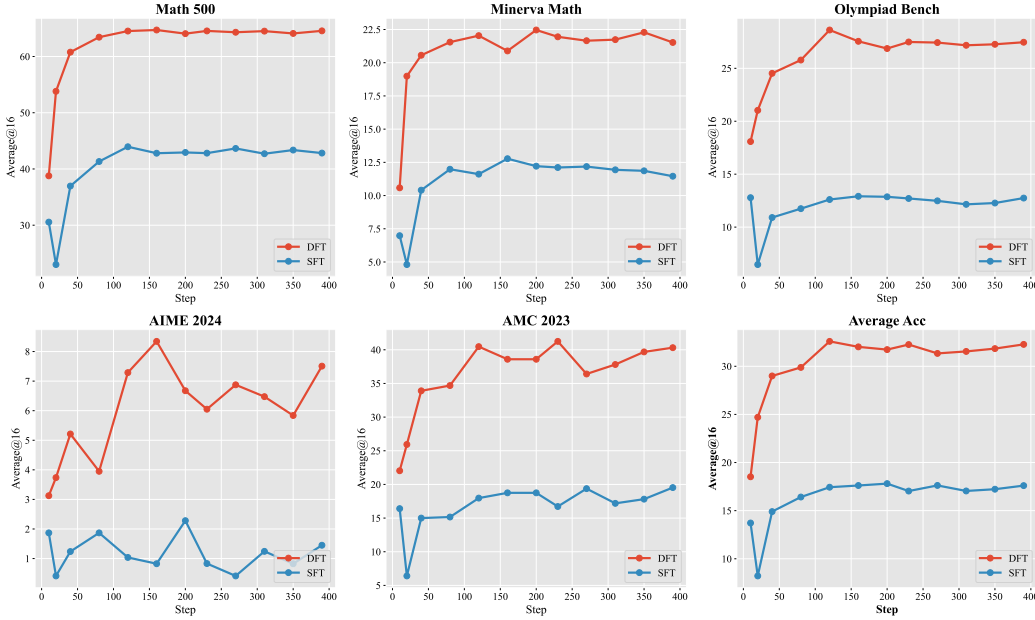 Math 500
Average@16
60
50
40
30
0 50 100 150 200 250 300 350 400
Step
DFT
SFT
Minerva Math
Average@16
22.5
20.0
17.5
15.0
12.5
10.0
7.5
5.0
0 50 100 150 200 250 300 350 400
Step
DFT
SFT
Olympiad Bench
Average@16
25
20
15
10
0 50 100 150 200 250 300 350 400
Step
DFT
SFT
AIME 2024
Average@16
8
7
6
5
4
3
2
1
0 50 100 150 200 250 300 350 400
Step
DFT
SFT
AMC 2023
Average@16
40
35
30
25
20
15
10
5
0 50 100 150 200 250 300 350 400
Step
DFT
SFT
Average Acc
Average@16
30
25
20
15
10
0 50 100 150 200 250 300 350 400
Step
DFT
SFT